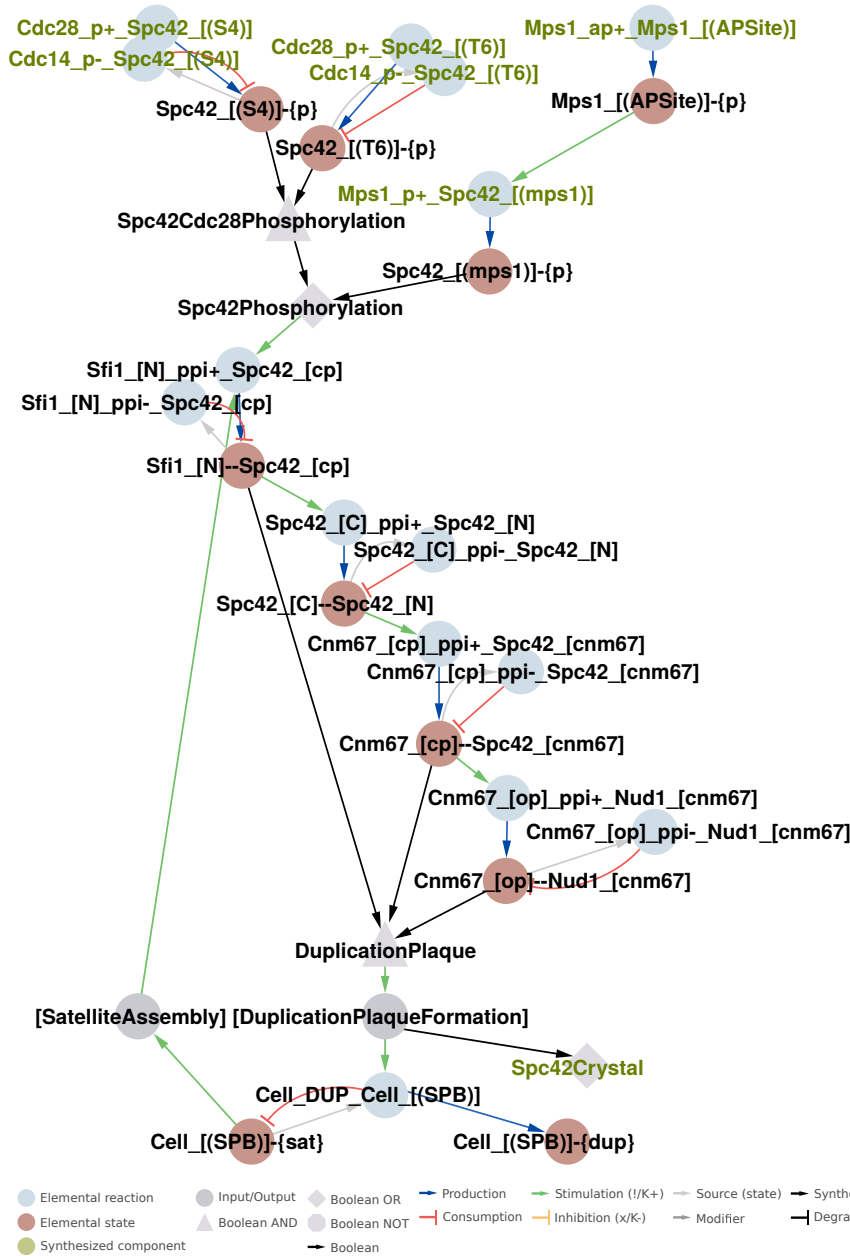 Cdc28_p+_Spc42_[(S4)]
Mps1_ap+_Mps1_[(APSite)]
Cdc28_p+_Spc42_[(T6)]
Cdc14_p-_Spc42_[(S4)]
Cdc14_p-_Spc42_[(T6)]
Spc42_[(S4)]-{p}
Mps1_[(APSite)]-{p}
Spc42_[(T6)]-{p}
Mps1_p+_Spc42_[(mps1)]
Spc42Cdc28Phosphorylation
Spc42_[(mps1)]-{p}
Spc42Phosphorylation
Sfi1_[N]_ppi+_Spc42_[cp]
Sfi1_[N]_ppi-_Spc42_[cp]
Sfi1_[N]--Spc42_[cp]
Spc42_[C]_ppi+_Spc42_[N]
Spc42_[C]_ppi-_Spc42_[N]
Spc42_[C]--Spc42_[N]
Cnm67_[cp]_ppi+_Spc42_[cnm67]
Cnm67_[cp]_ppi-_Spc42_[cnm67]
Cnm67_[cp]--Spc42_[cnm67]
Cnm67_[op]_ppi+_Nud1_[cnm67]
Cnm67_[op]_ppi-_Nud1_[cnm67]
Cnm67_[op]--Nud1_[cnm67]
DuplicationPlaque
[SatelliteAssembly] [DuplicationPlaqueFormation]
Spc42Crystal
Cell_DUP_Cell_[(SPB)]
Cell_[(SPB)]-{sat} Cell_[(SPB)]-{dup}
Elemental reaction Input/Output Boolean OR Production Stimulation (!/K+) Source (state) Synth
Elemental state Boolean AND Boolean NOT Consumption Inhibition (x/K-) Modifier Degra
Synthesized component Boolean